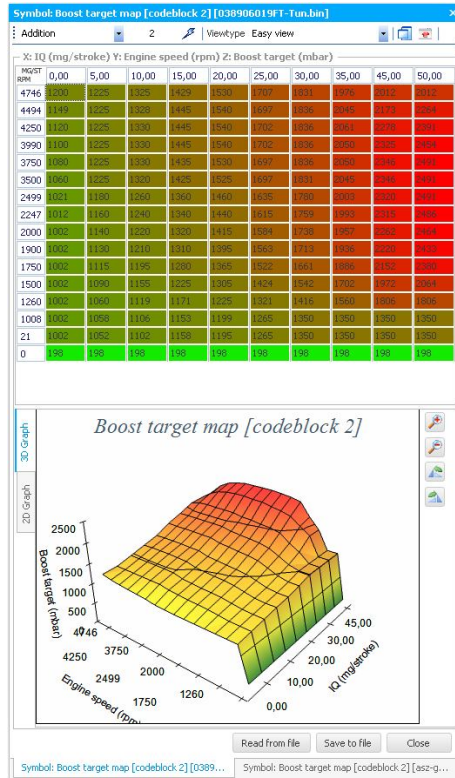 Symbol: Boost target map [codeblock 2] [038906019FT-Tun.bin]
Addition 2 Viewtype Easy view
X: IQ (mg/stroke) Y: Engine speed (rpm) Z: Boost target (mbar)
MG/ST RPM 0,00 5,00 10,00 15,00 20,00 25,00 30,00 35,00 45,00 50,00
4746 1200 1225 1325 1429 1530 1707 1831 1976 2012 2012
4494 1149 1225 1328 1445 1540 1697 1836 2045 2173 2264
4250 1120 1225 1330 1445 1540 1702 1836 2061 2278 2391
3990 1100 1225 1330 1445 1540 1702 1836 2050 2325 2454
3750 1080 1225 1330 1435 1530 1697 1836 2050 2346 2491
3500 1060 1225 1320 1425 1525 1697 1831 2045 2346 2491
2499 1021 1180 1260 1360 1460 1635 1780 2003 2320 2491
2247 1012 1160 1240 1340 1440 1615 1759 1993 2315 2486
2000 1002 1140 1220 1320 1415 1584 1738 1957 2262 2464
1900 1002 1130 1210 1310 1395 1563 1713 1936 2220 2433
1750 1002 1115 1195 1280 1365 1522 1661 1886 2152 2380
1500 1002 1090 1155 1225 1305 1424 1542 1702 1972 2064
1260 1002 1060 1119 1171 1225 1321 1416 1560 1806 1806
1008 1002 1058 1106 1153 1199 1265 1350 1350 1350 1350
21 1002 1052 1102 1158 1195 1265 1350 1350 1350 1350
0 198 198 198 198 198 198 198 198 198 198
3D Graph
2D Graph
Boost target map [codeblock 2]
2500
2000
1500
1000
500
0
Boost target (mbar)
4746
4250
3750
2499
2000
1750
1260
Engine speed (rpm)
0,00
10,00
20,00
30,00
45,00
IQ (mg/stroke)
Read from file Save to file Close
Symbol: Boost target map [codeblock 2] [0389... Symbol: Boost target map [codeblock 2] [asz-g...